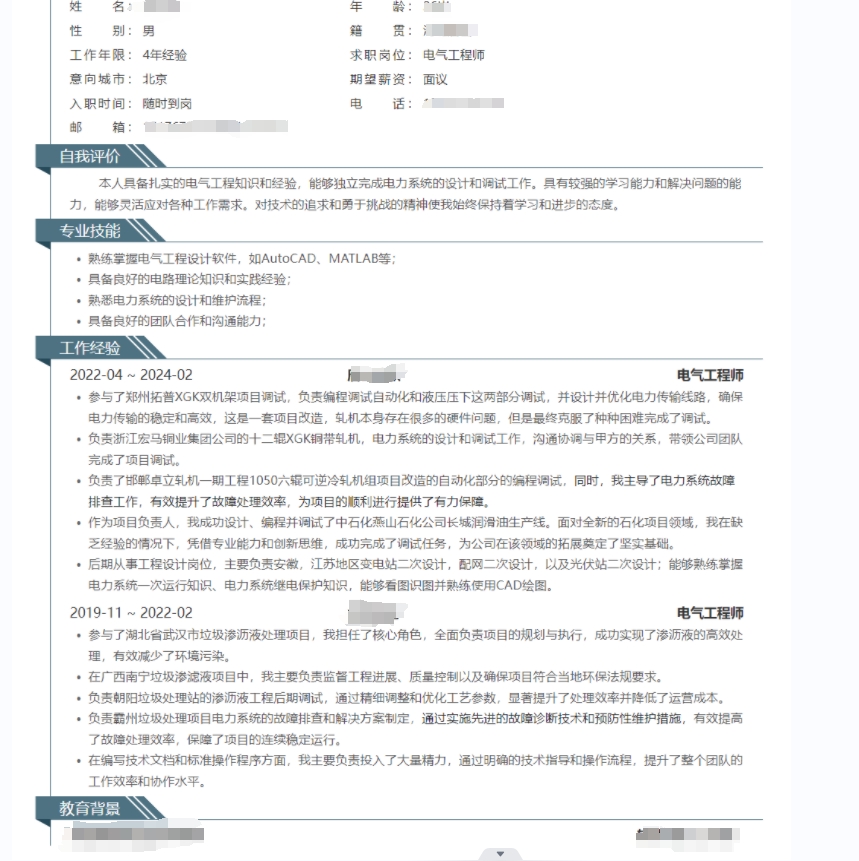 姓 名： 年 龄：
性 别： 男 籍 贯：
工作年限： 4年经验 求职岗位： 电气工程师
意向城市： 北京 期望薪资： 面议
入职时间： 随时到岗 电 话：
邮 箱：
自我评价
本人具备扎实的电气工程知识和经验，能够独立完成电力系统的设计和调试工作。具有较强的学习能力和解决问题的能
力，能够灵活应对各种工作需求。对技术的追求和勇于挑战的精神使我始终保持着学习和进步的态度。
专业技能
• 熟练掌握电气工程设计软件，如AutoCAD、MATLAB等；
• 具备良好的电路理论知识和实践经验；
• 熟悉电力系统的设计和维护流程；
• 具备良好的团队合作和沟通能力；
工作经验
2022-04 ~ 2024-02 电气工程师
• 参与了郑州拓普XGK双机架项目调试，负责编程调试自动化和液压压下这两部分调试，并设计并优化电力传输线路，确保
电力传输的稳定和高效，这是一套项目改造，轧机本身存在很多的硬件问题，但是最终克服了种种困难完成了调试。
• 负责浙江宏马铜业集团公司的十二辊XGK铜带轧机，电力系统的设计和调试工作，沟通协调与甲方的关系，带领公司团队
完成了项目调试。
• 负责了邯郸卓立轧机一期工程1050六辊可逆冷轧机组项目改造的自动化部分的编程调试，同时，我主导了电力系统故障
排查工作，有效提升了故障处理效率，为项目的顺利进行提供了有力保障。
• 作为项目负责人，我成功设计、编程并调试了中石化燕山石化公司长城润滑油生产线。面对全新的石化项目领域，我在缺
乏经验的情况下，凭借专业能力和创新思维，成功完成了调试任务，为公司在该领域的拓展奠定了坚实基础。
• 后期从事工程设计岗位，主要负责安徽，江苏地区变电站二次设计，配网二次设计，以及光伏站二次设计；能够熟练掌握
电力系统一次运行知识、电力系统继电保护知识，能够看图识图并熟练使用CAD绘图。
2019-11 ~ 2022-02 电气工程师
• 参与了湖北省武汉市垃圾渗沥液处理项目，我担任了核心角色，全面负责项目的规划与执行，成功实现了渗沥液的高效处
理，有效减少了环境污染。
• 在广西南宁垃圾渗滤液项目中，我主要负责监督工程进展、质量控制以及确保项目符合当地环保法规要求。
• 负责朝阳垃圾处理站的渗沥液工程后期调试，通过精细调整和优化工艺参数，显著提升了处理效率并降低了运营成本。
• 负责霸州垃圾处理项目电力系统的故障排查和解决方案制定，通过实施先进的故障诊断技术和预防性维护措施，有效提高
了故障处理效率，保障了项目的连续稳定运行。
• 在编写技术文档和标准操作程序方面，我主要负责投入了大量精力，通过明确的技术指导和操作流程，提升了整个团队的
工作效率和协作水平。
教育背景